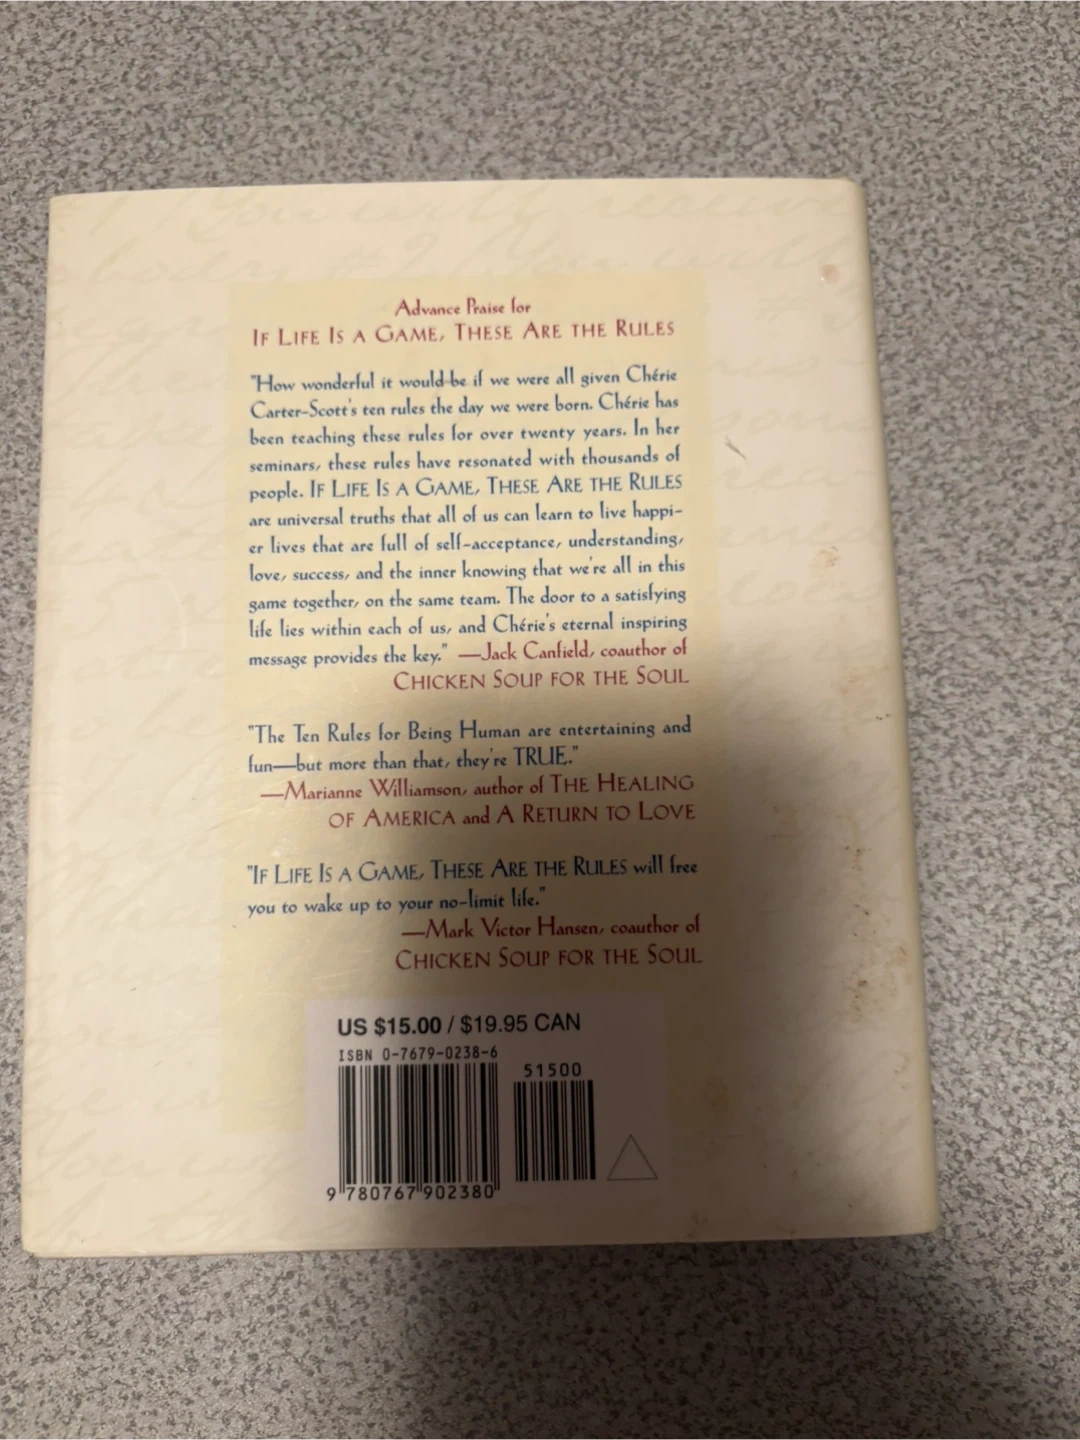 Advance Praise for
IF LIFE IS A GAME, THESE ARE THE RULES
"How wonderful it would be if we were all given Chérie
Carter-Scott's ten rules the day we were born. Chérie has
been teaching these rules for over twenty years. In her
seminars, these rules have resonated with thousands of
people. IF LIFE IS A GAME, THESE ARE THE RULES
are universal truths that all of us can learn to live happi-
er lives that are full of self-acceptance, understanding,
love, success, and the inner knowing that we're all in this
game together, on the same team. The door to a satisfying
life lies within each of us, and Chérie's eternal inspiring
message provides the key." —Jack Canfield, coauthor of
CHICKEN SOUP FOR THE SOUL
"The Ten Rules for Being Human are entertaining and
fun—but more than that, they're TRUE."
—Marianne Williamson, author of THE HEALING
OF AMERICA and A RETURN TO LOVE
"IF LIFE IS A GAME, THESE ARE THE RULES will free
you to wake up to your no-limit life."
—Mark Victor Hansen, coauthor of
CHICKEN SOUP FOR THE SOUL
US $15.00 / $19.95 CAN
ISBN 0-7679-0238-6
51500
9 780767 902380